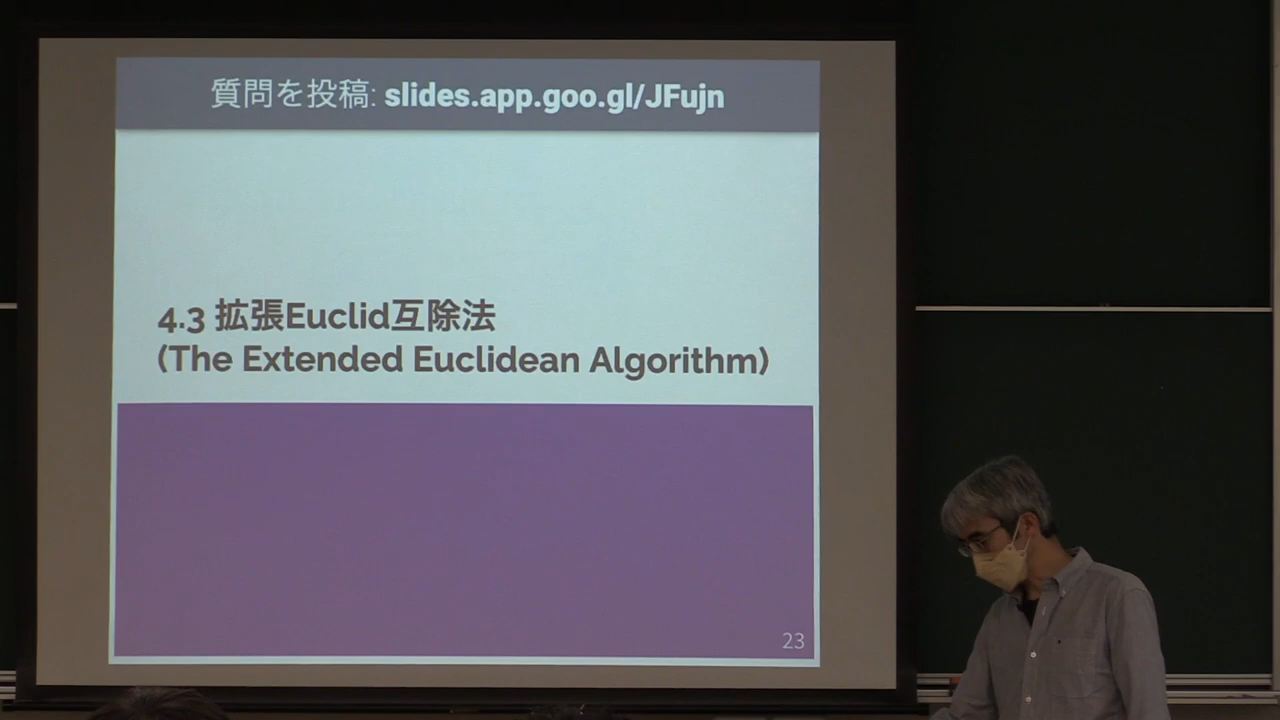 質問を投稿: slides.app.goo.gl/JFujn
4.3 拡張Euclid互除法
(The Extended Euclidean Algorithm)
23